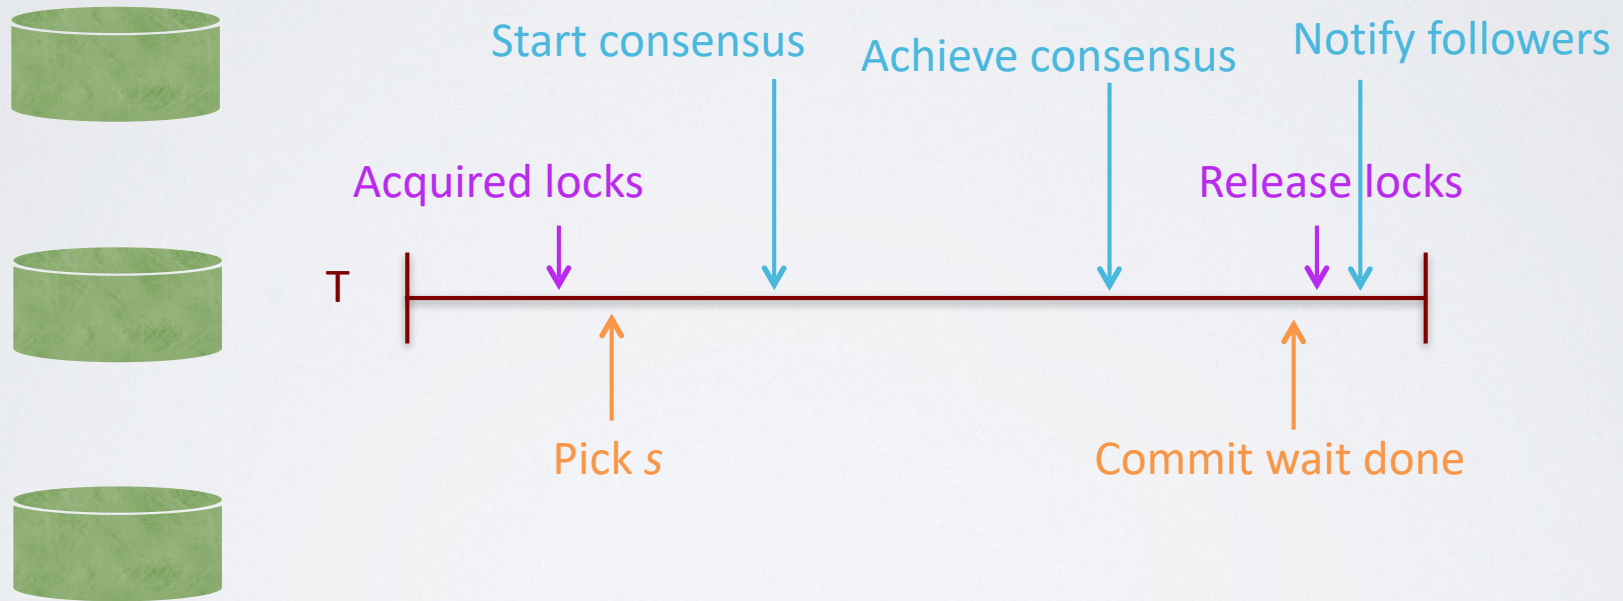 Start consensus
Achieve consensus
Notify followers
Acquired locks
Release locks
T
Pick s
Commit wait done